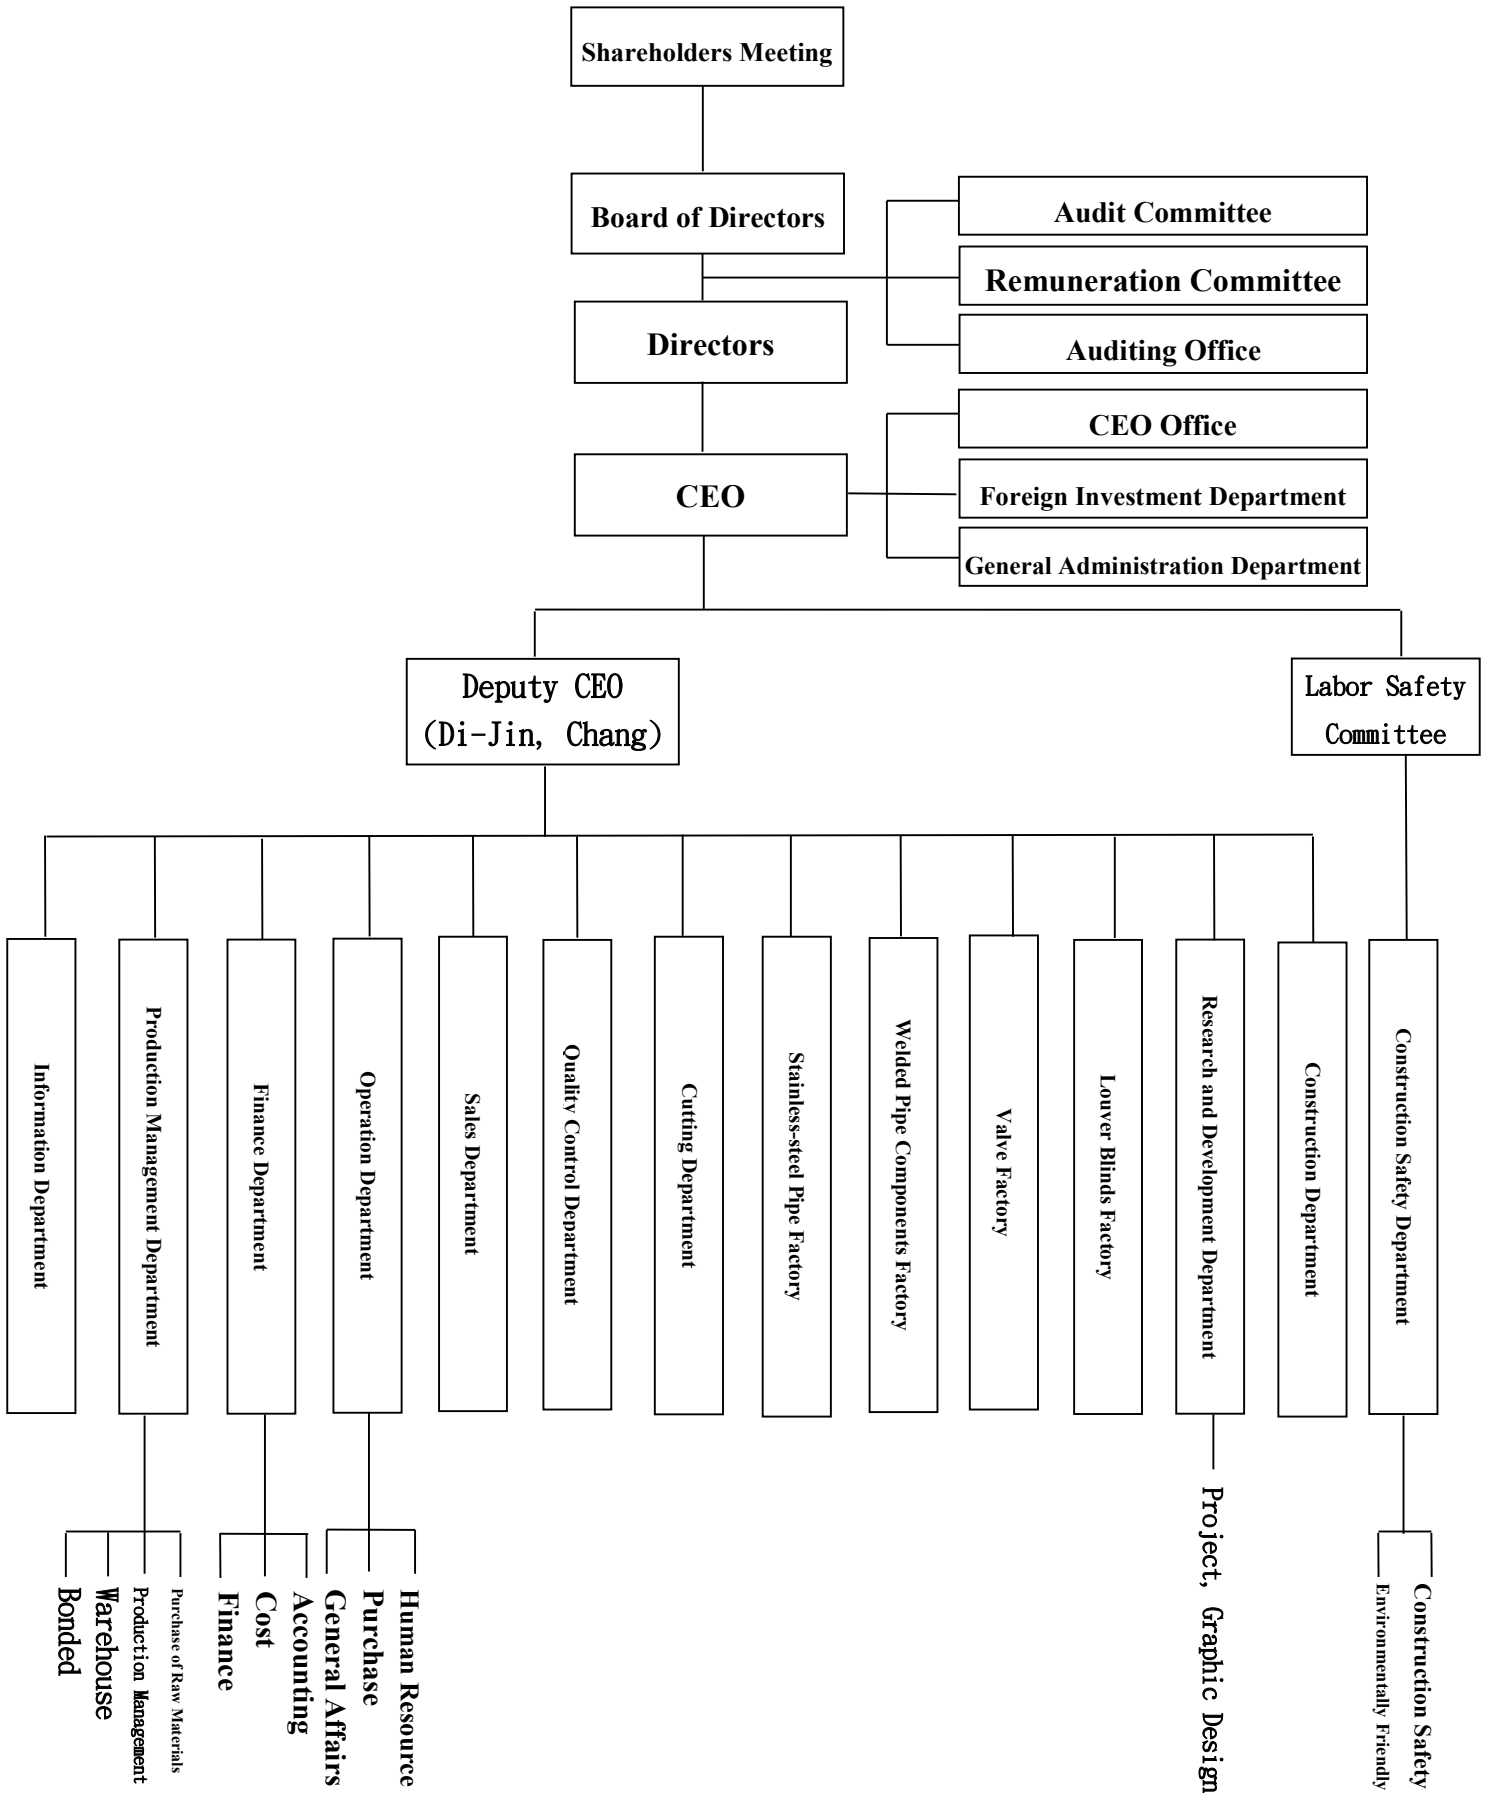 Shareholders Meeting
Board of Directors
Audit Committee
Remuneration Committee
Directors
Auditing Office
CEO Office
CEO
Foreign Investment Department
General Administration Department
Deputy CEO
(Di-Jin, Chang)
Labor Safety
Committee
Information Department
Production Management Department
Finance Department
Operation Department
Sales Department
Quality Control Department
Cutting Department
Stainless-steel Pipe Factory
Welded Pipe Components Factory
Valve Factory
Louver Blinds Factory
Research and Development Department
Construction Department
Construction Safety Department
Bonded
Warehouse
Production Management
Purchase of Raw Materials
Finance
Cost
Accounting
General Affairs
Purchase
Human Resource
Project, Graphic Design
Environmentally Friendly
Construction Safety